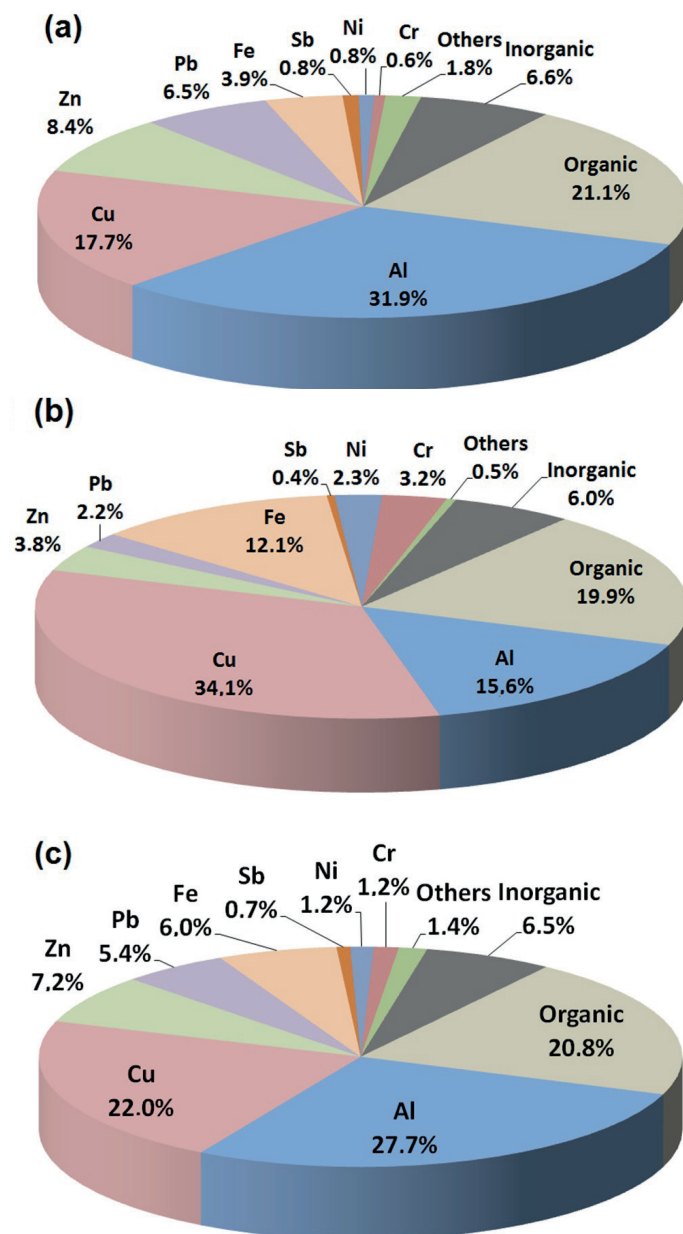 (a)
Zn
8.4%
Pb
6.5%
Fe
3.9%
Sb
0.8%
Ni
0.8%
Cr
0.6%
Others
1.8%
Inorganic
6.6%
Organic
21.1%
Cu
17.7%
Al
31.9%
(b)
Zn
3.8%
Pb
2.2%
Fe
12.1%
Sb
0.4%
Ni
2.3%
Cr
3.2%
Others
0.5%
Inorganic
6.0%
Organic
19.9%
Cu
34,1%
Al
15,6%
(c)
Zn
7,2%
Pb
5.4%
Fe
6,0%
Sb
0.7%
Ni
1.2%
Cr
1,2%
Others
1.4%
Inorganic
6.5%
Organic
20.8%
Cu
22.0%
Al
27.7%